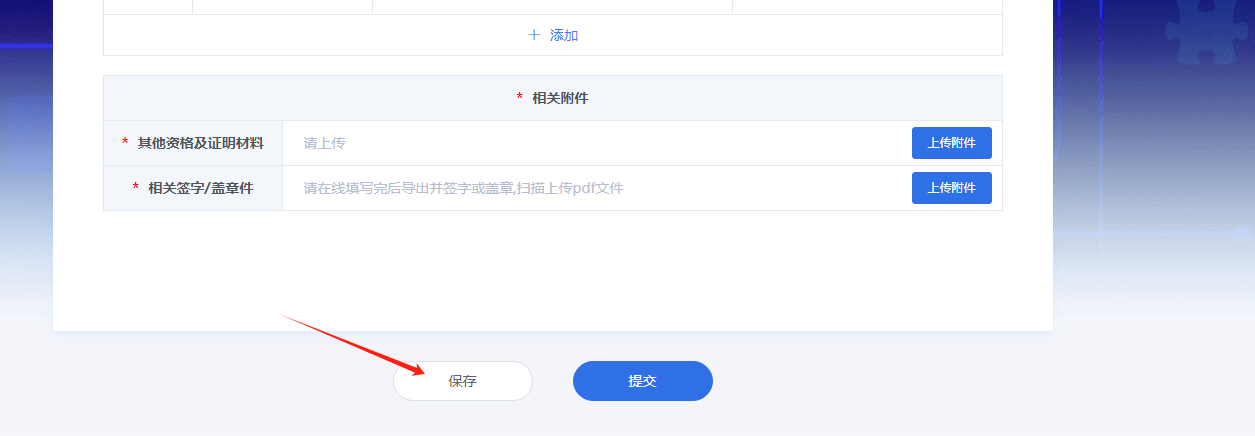 ＋ 添加
* 相关附件
* 其他资格及证明材料 请上传 上传附件
* 相关签字/盖章件 请在线填写完后导出并签字或盖章,扫描上传pdf文件 上传附件
保存 提交